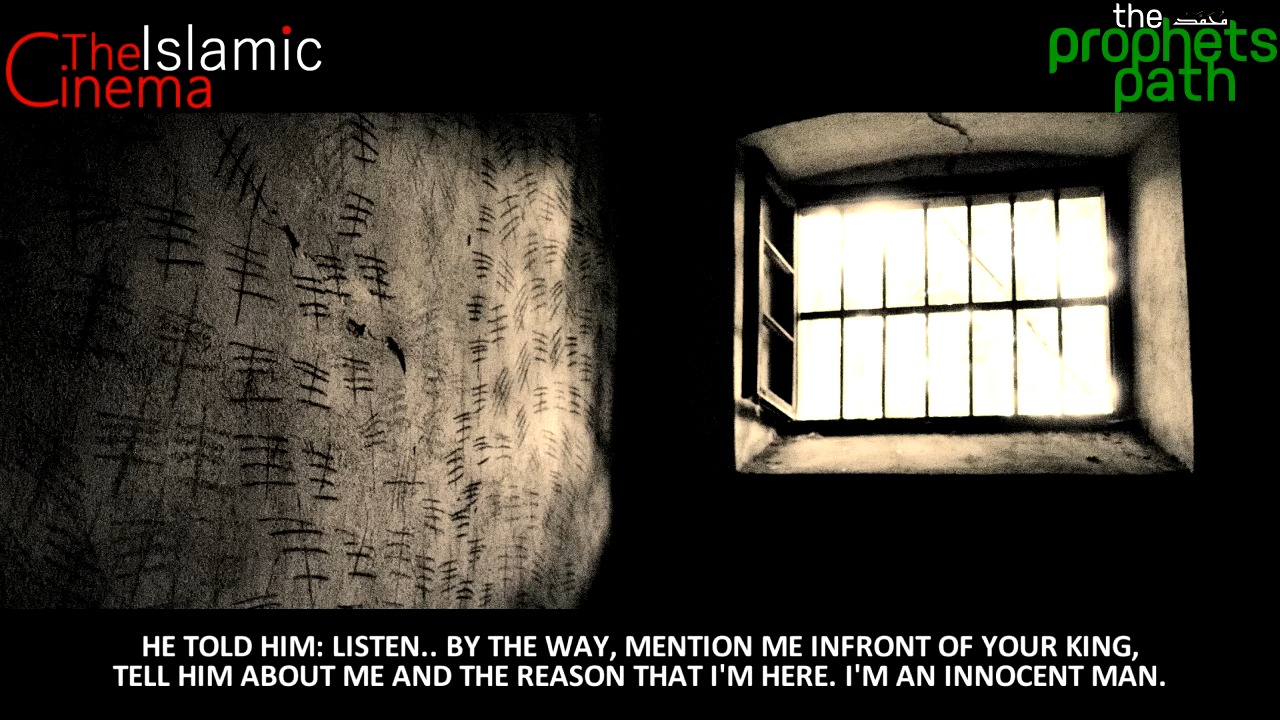 TheIslamic
Cinema
the محمد
prophets
path
HE TOLD HIM: LISTEN.. BY THE WAY, MENTION ME INFRONT OF YOUR KING,
TELL HIM ABOUT ME AND THE REASON THAT I'M HERE. I'M AN INNOCENT MAN.